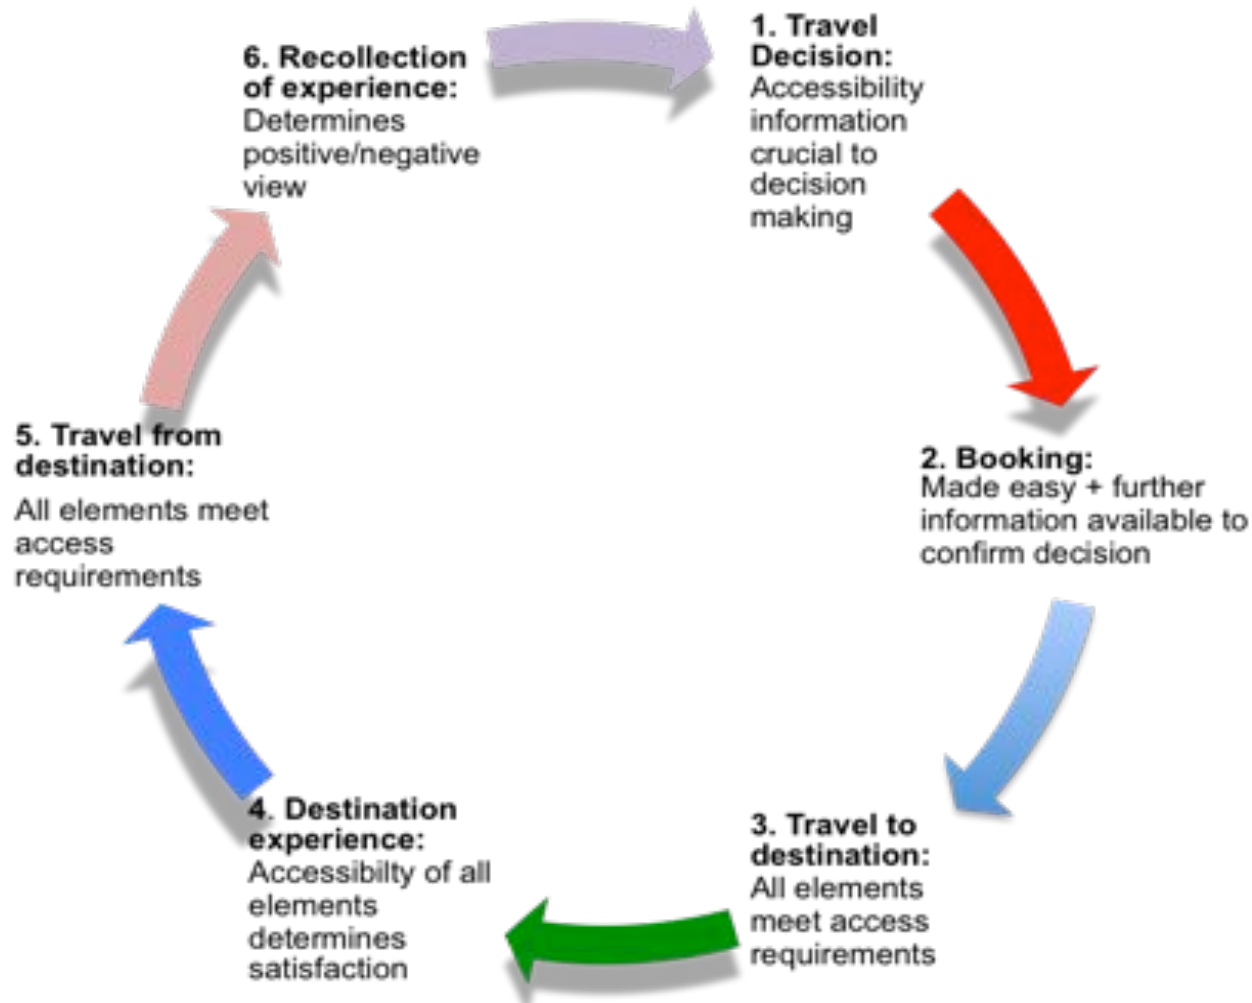 1. Travel
Decision:
Accessibility
information
crucial to
decision
making
2. Booking:
Made easy + further
information available to
confirm decision
3. Travel to
destination:
All elements
meet access
requirements
4. Destination
experience:
Accessibilty of all
elements
determines
satisfaction
5. Travel from
destination:
All elements meet
access
requirements
6. Recollection
of experience:
Determines
positive/negative
view